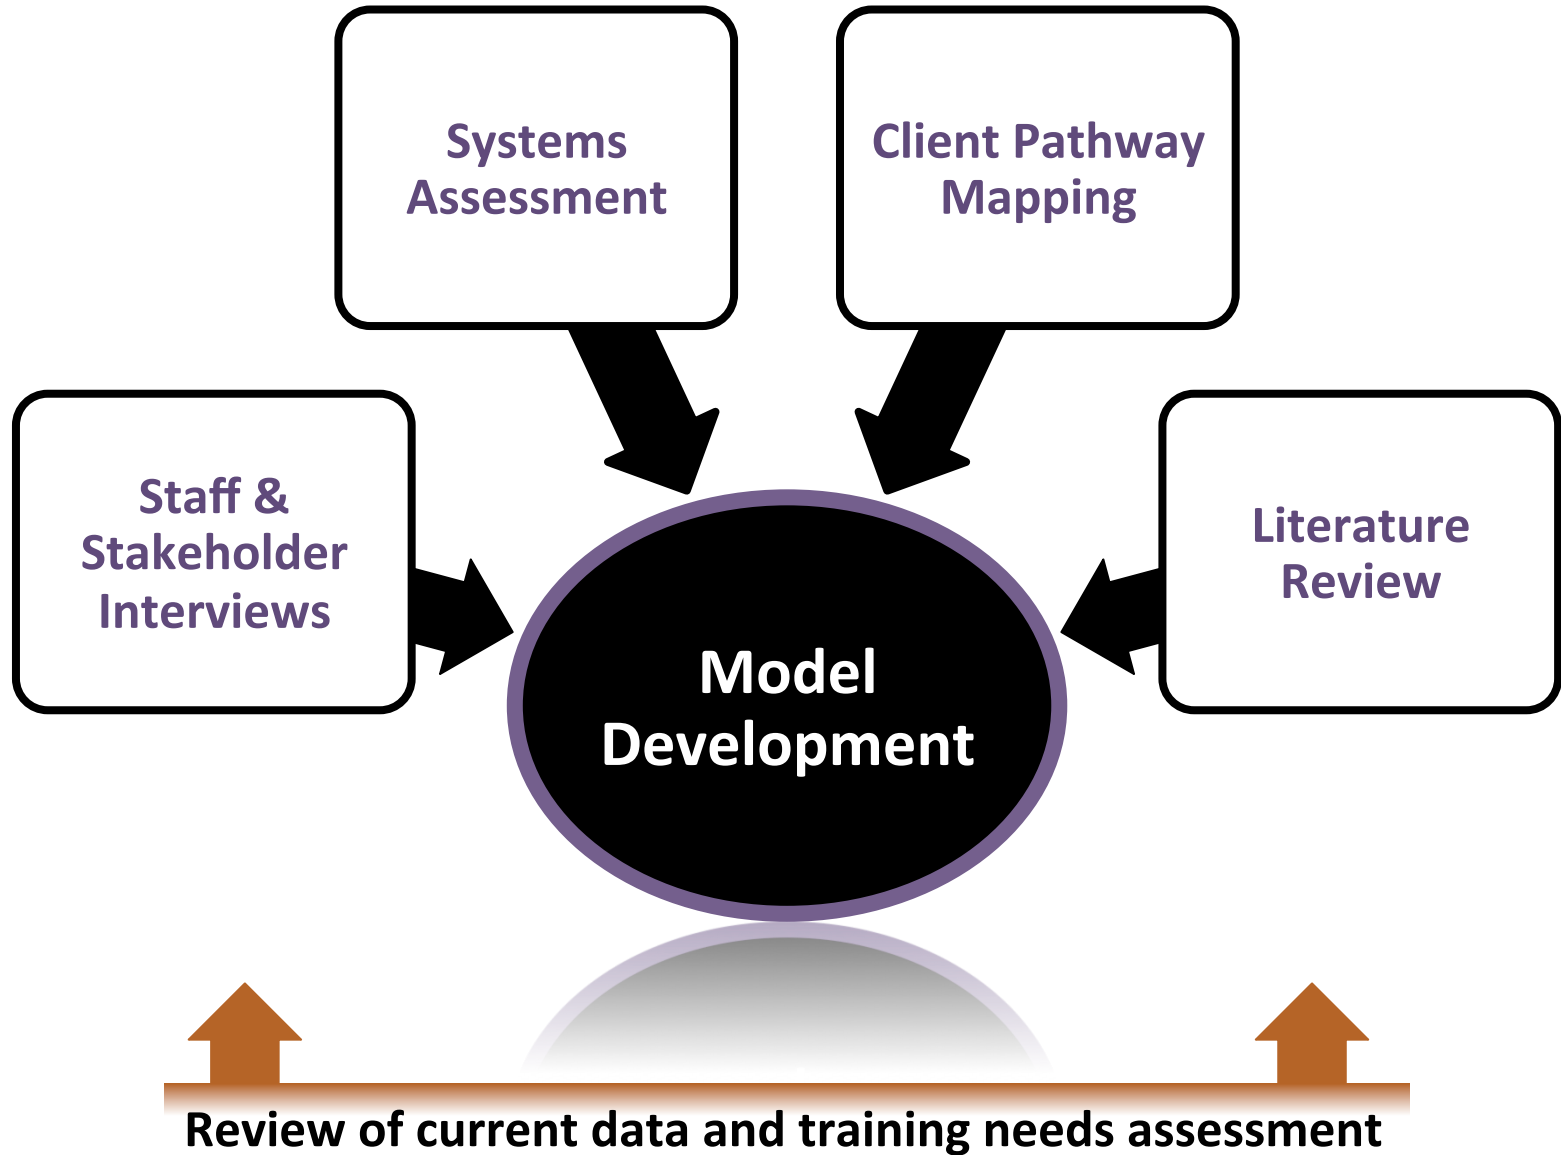 Systems
Assessment
Client Pathway
Mapping
Staff &
Stakeholder
Interviews
Literature
Review
Model
Development
Review of current data and training needs assessment